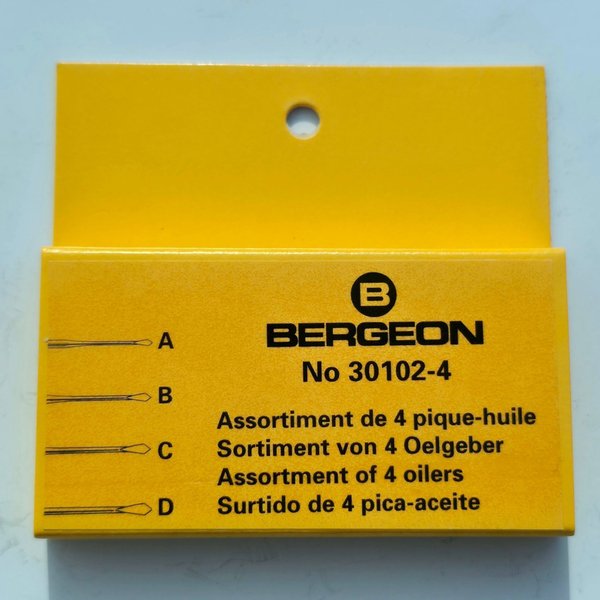 B
BERGEON
No 30102-4
A
B
C
D
Assortiment de 4 pique-huile
Sortiment von 4 Oelgeber
Assortment of 4 oilers
Surtido de 4 pica-aceite